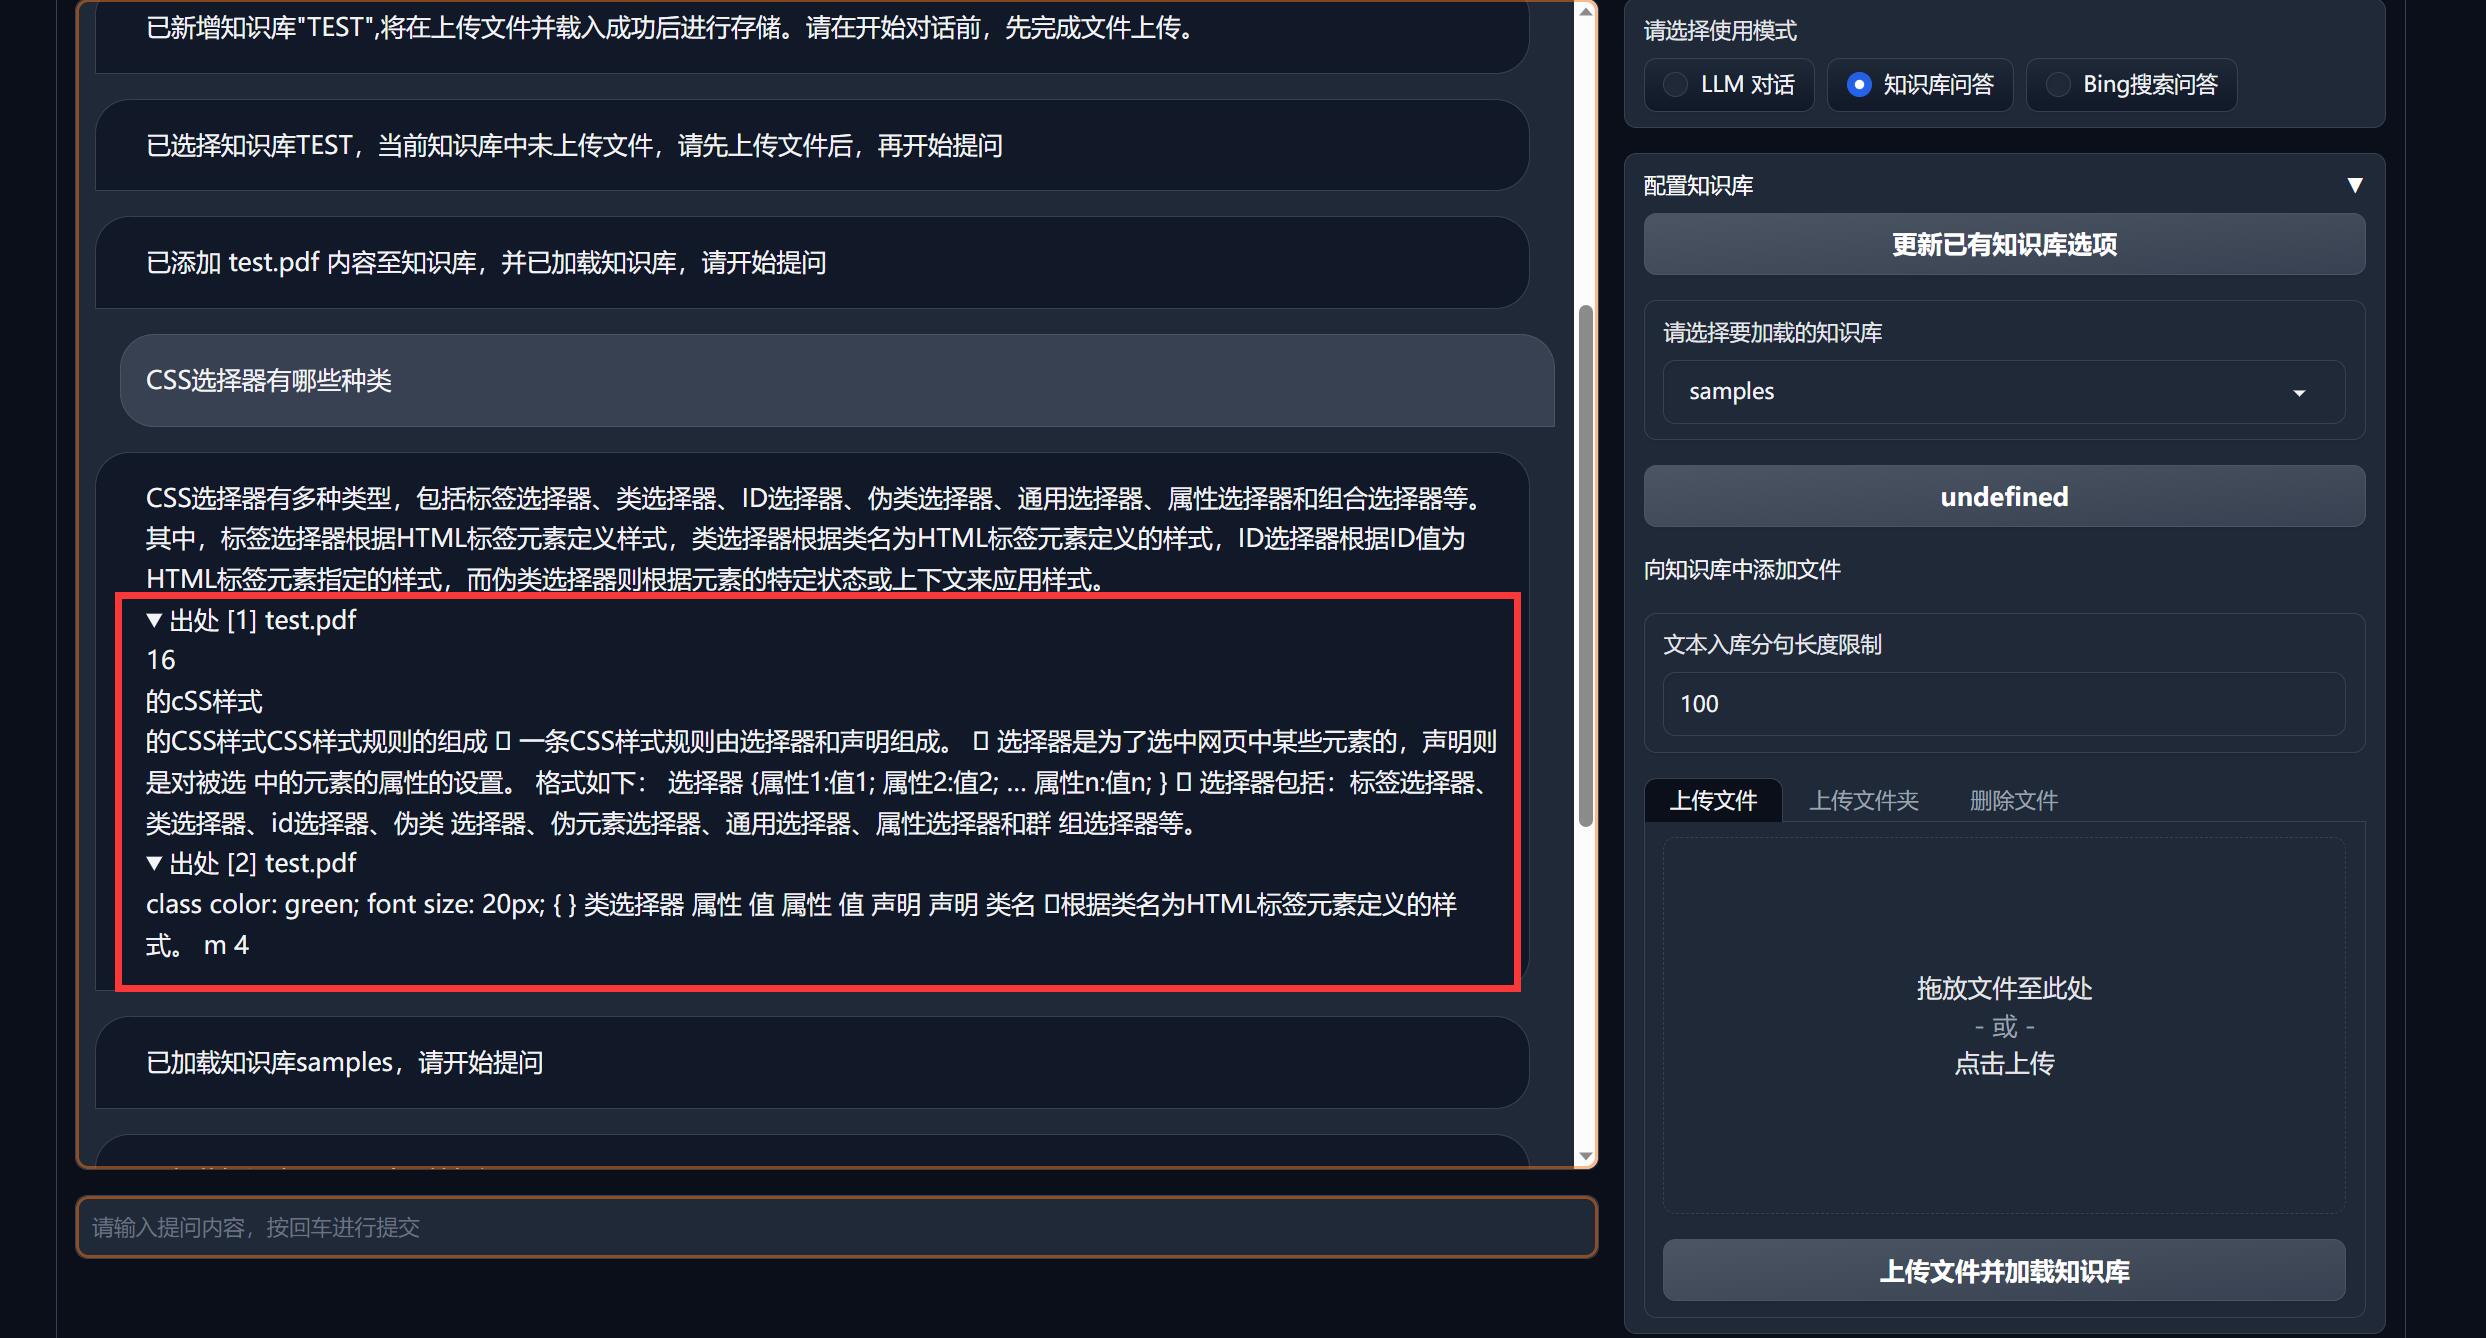 已新增知识库"TEST",将在上传文件并载入成功后进行存储。请在开始对话前，先完成文件上传。
已选择知识库TEST，当前知识库中未上传文件，请先上传文件后，再开始提问
已添加 test.pdf 内容至知识库，并已加载知识库，请开始提问
CSS选择器有哪些种类
CSS选择器有多种类型，包括标签选择器、类选择器、ID选择器、伪类选择器、通用选择器、属性选择器和组合选择器等。
其中，标签选择器根据HTML标签元素定义样式，类选择器根据类名为HTML标签元素定义的样式，ID选择器根据ID值为
HTML标签元素指定的样式，而伪类选择器则根据元素的特定状态或上下文来应用样式。
▼ 出处 [1] test.pdf
16
的cSS样式
的CSS样式CSS样式规则的组成 ▯ 一条CSS样式规则由选择器和声明组成。 ▯ 选择器是为了选中网页中某些元素的，声明则
是对被选 中的元素的属性的设置。 格式如下： 选择器 {属性1:值1; 属性2:值2; … 属性n:值n; } ▯ 选择器包括：标签选择器、
类选择器、id选择器、伪类 选择器、伪元素选择器、通用选择器、属性选择器和群 组选择器等。
▼ 出处 [2] test.pdf
class color: green; font size: 20px; { } 类选择器 属性 值 属性 值 声明 声明 类名 ▯根据类名为HTML标签元素定义的样
式。 m 4
已加载知识库samples，请开始提问
请输入提问内容，按回车进行提交
请选择使用模式
LLM 对话
知识库问答
Bing搜索问答
配置知识库 ▼
更新已有知识库选项
请选择要加载的知识库
samples
undefined
向知识库中添加文件
文本入库分句长度限制
100
上传文件
上传文件夹
删除文件
拖放文件至此处
- 或 -
点击上传
上传文件并加载知识库